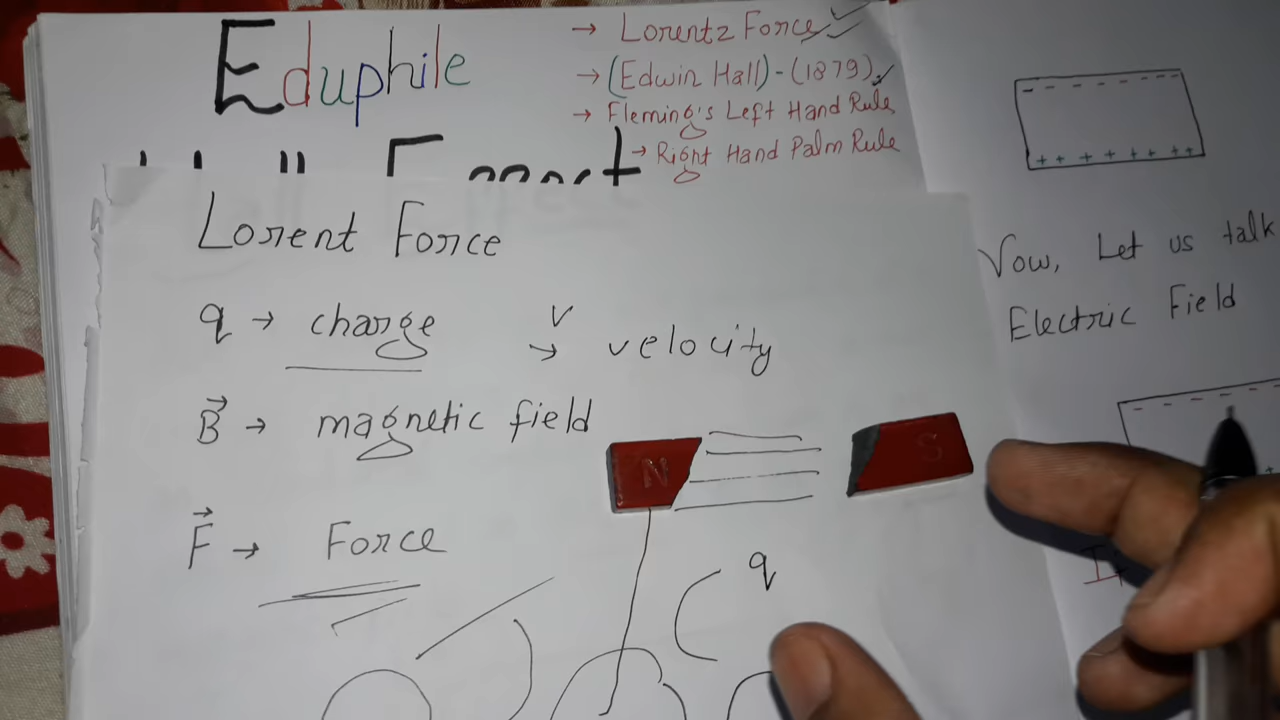 Eduphile
→ Lorentz Force
→ (Edwin Hall) - (1879)
→ Fleming's Left Hand Rule
→ Right Hand Palm Rule
Lorent Force
q → charge
V → velocity
B → magnetic field
F → Force
N
S
q
- - - - - - -
+ + + + + + +
Now, Let us talk
Electric Field